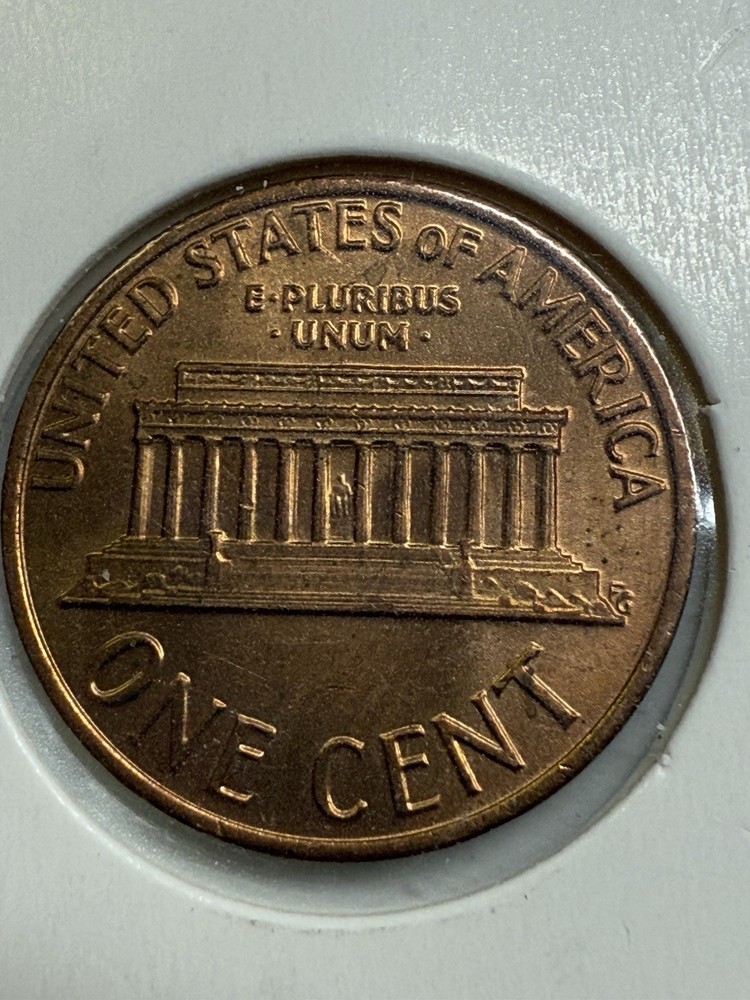 UNITED STATES OF AMERICA
E·PLURIBUS
·UNUM·
FG
ONE CENT